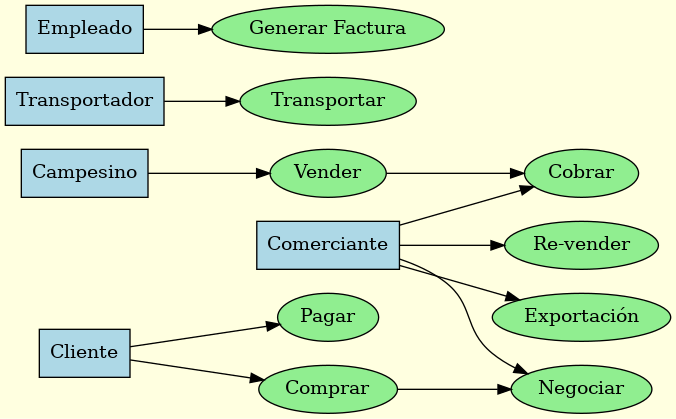 Empleado
Generar Factura
Transportador
Transportar
Campesino
Vender
Cobrar
Comerciante
Re-vender
Pagar
Exportación
Cliente
Comprar
Negociar